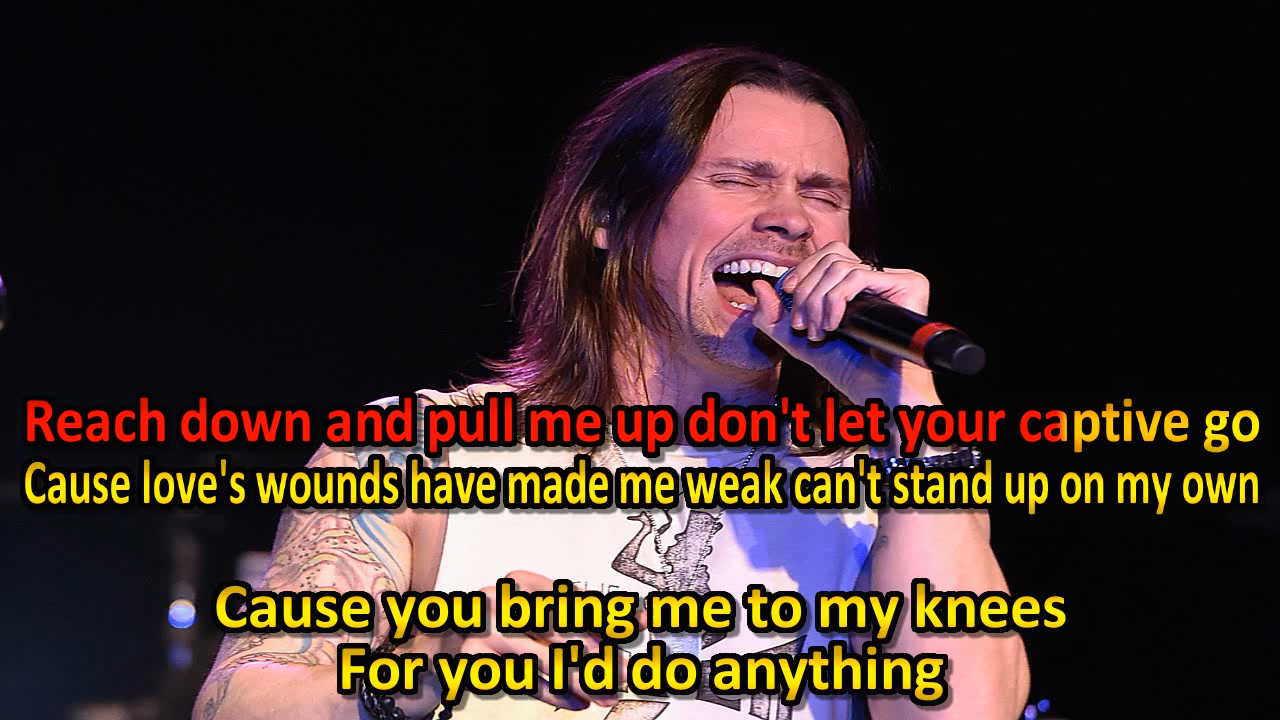 Reach down and pull me up don't let your captive go
Cause love's wounds have made me weak can't stand up on my own
Cause you bring me to my knees
For you I'd do anything